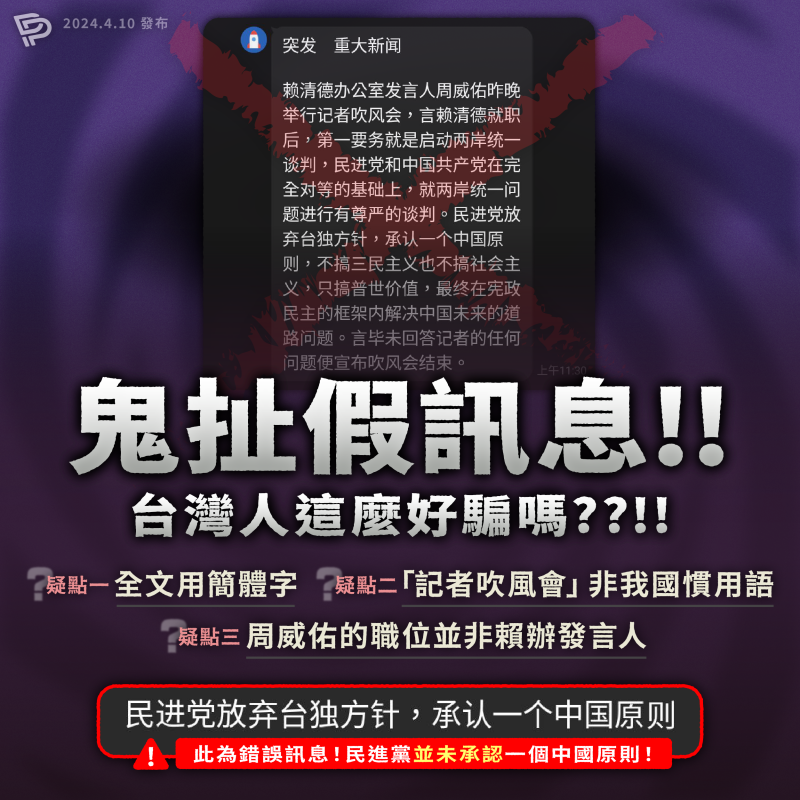 2024.4.10 發布
突发 重大新闻
赖清德办公室发言人周威佑昨晚
举行记者吹风会，言赖清德就职
后，第一要务就是启动两岸统一
谈判，民进党和中国共产党在完
全对等的基础上，就两岸统一问
题进行有尊严的谈判。民进党放
弃台独方针，承认一个中国原
则，不搞三民主义也不搞社会主
义，只搞普世价值，最终在宪政
民主的框架内解决中国未来的道
路问题。言毕未回答记者的任何
问题便宣布吹风会结束。
上午11:30
鬼扯假訊息!!
台灣人這麼好騙嗎??!!
?疑點一 全文用簡體字 ?疑點二「記者吹風會」非我國慣用語
?疑點三 周威佑的職位並非賴辦發言人
民进党放弃台独方针，承认一个中国原则
此為錯誤訊息！民進黨並未承認一個中國原則！